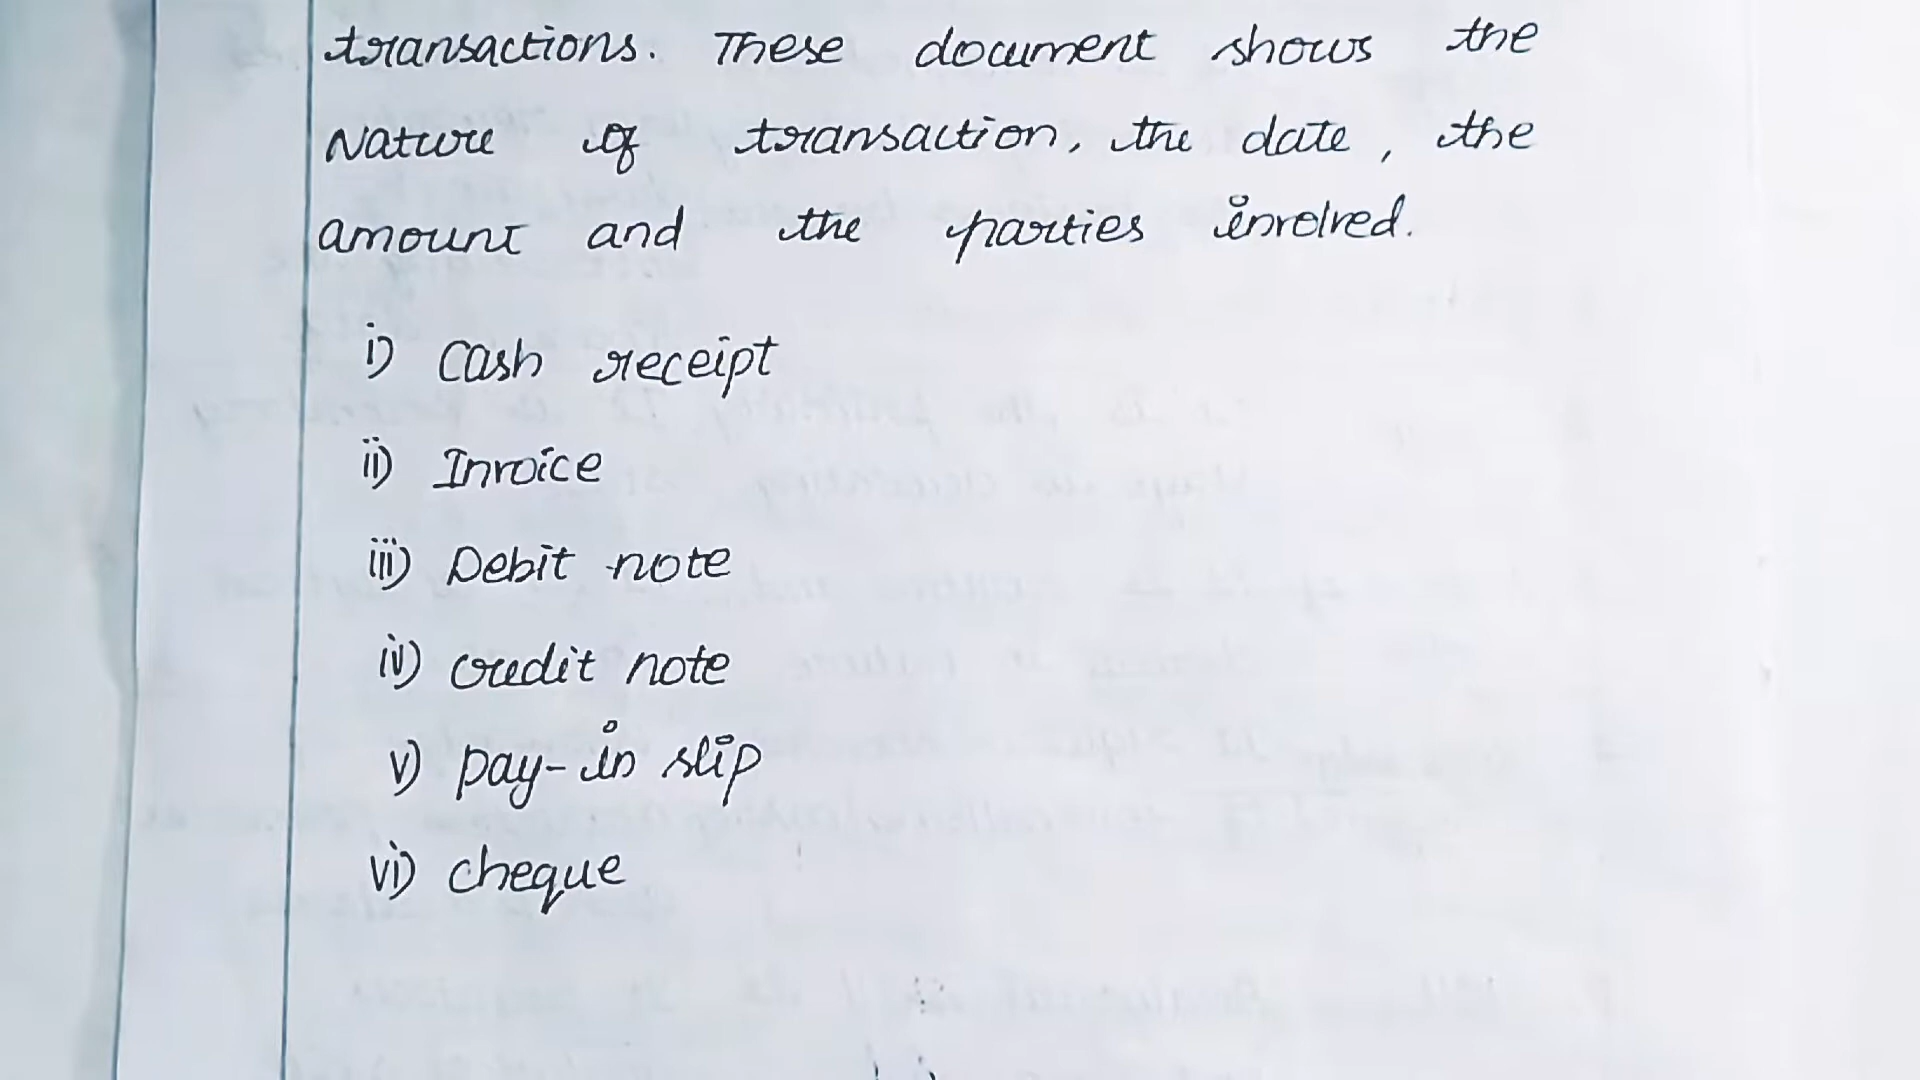 transactions. These document shows the
Nature of transaction, the date, the
amount and the parties involved.
i) Cash receipt
ii) Invoice
iii) Debit note
iv) credit note
v) pay-in slip
vi) cheque